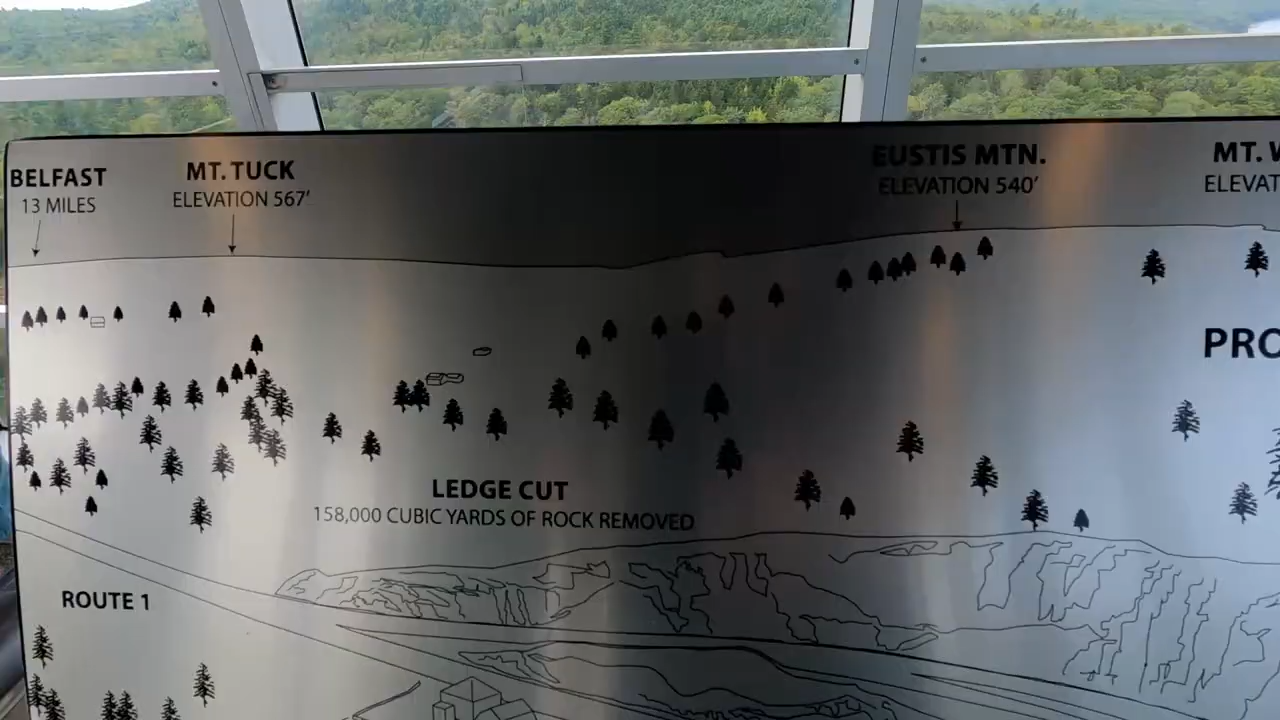 BELFAST
13 MILES
MT. TUCK
ELEVATION 567'
EUSTIS MTN.
ELEVATION 540'
MT.
LEDGE CUT
158,000 CUBIC YARDS OF ROCK REMOVED
ROUTE 1